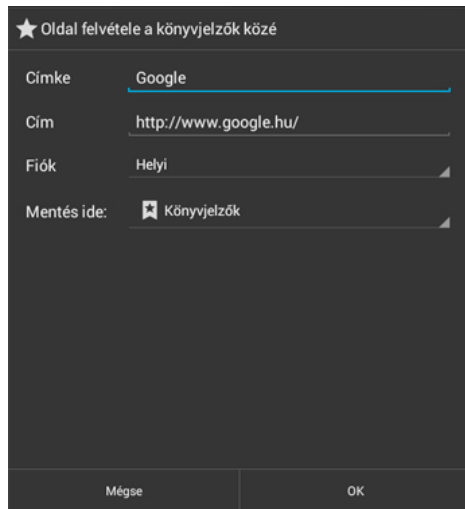 Oldal felvétele a könyvjelzők közé
Címke Google
Cím http://www.google.hu/
Fiók Helyi
Mentés ide: Könyvjelzők
Mégse OK